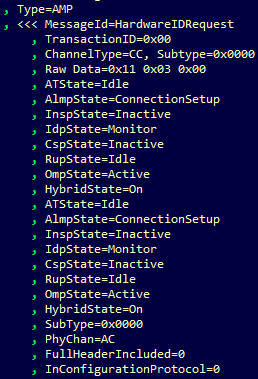 , Type=AMP
, <<< MessageId=HardwareIDRequest
, TransactionID=0x00
, ChannelType=CC, Subtype=0x0000
, Raw Data=0x11 0x03 0x00
, ATState=Idle
, AlmpState=ConnectionSetup
, InspState=Inactive
, IdpState=Monitor
, CspState=Inactive
, RupState=Idle
, OmpState=Active
, HybridState=On
, ATState=Idle
, AlmpState=ConnectionSetup
, InspState=Inactive
, IdpState=Monitor
, CspState=Inactive
, RupState=Idle
, OmpState=Active
, HybridState=On
, SubType=0x0000
, PhyChan=AC
, FullHeaderIncluded=0
, InConfigurationProtocol=0